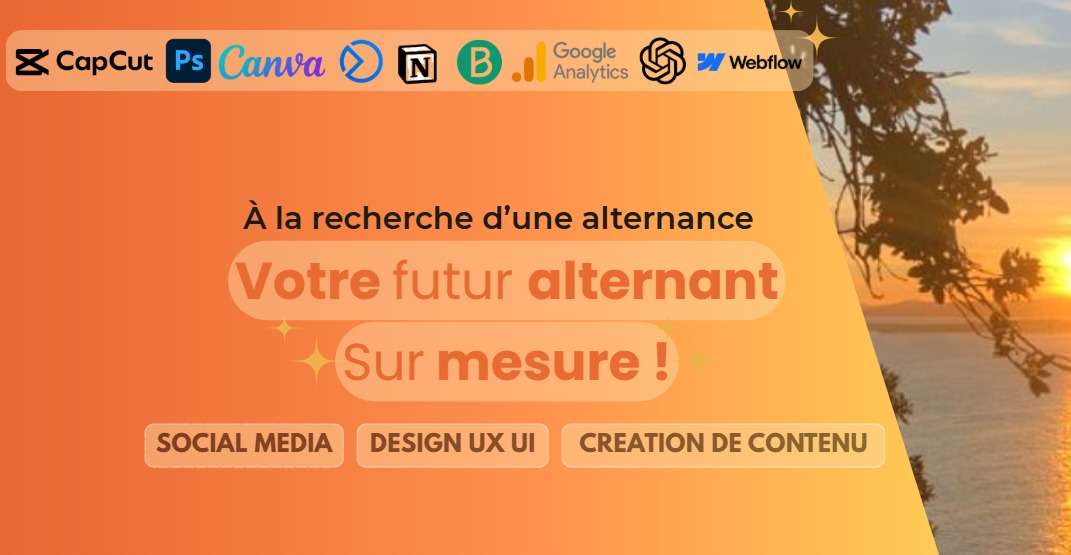 CapCut Ps Canva N B Google Analytics Webflow
À la recherche d’une alternance
Votre futur alternant
Sur mesure !
SOCIAL MEDIA DESIGN UX UI CREATION DE CONTENU